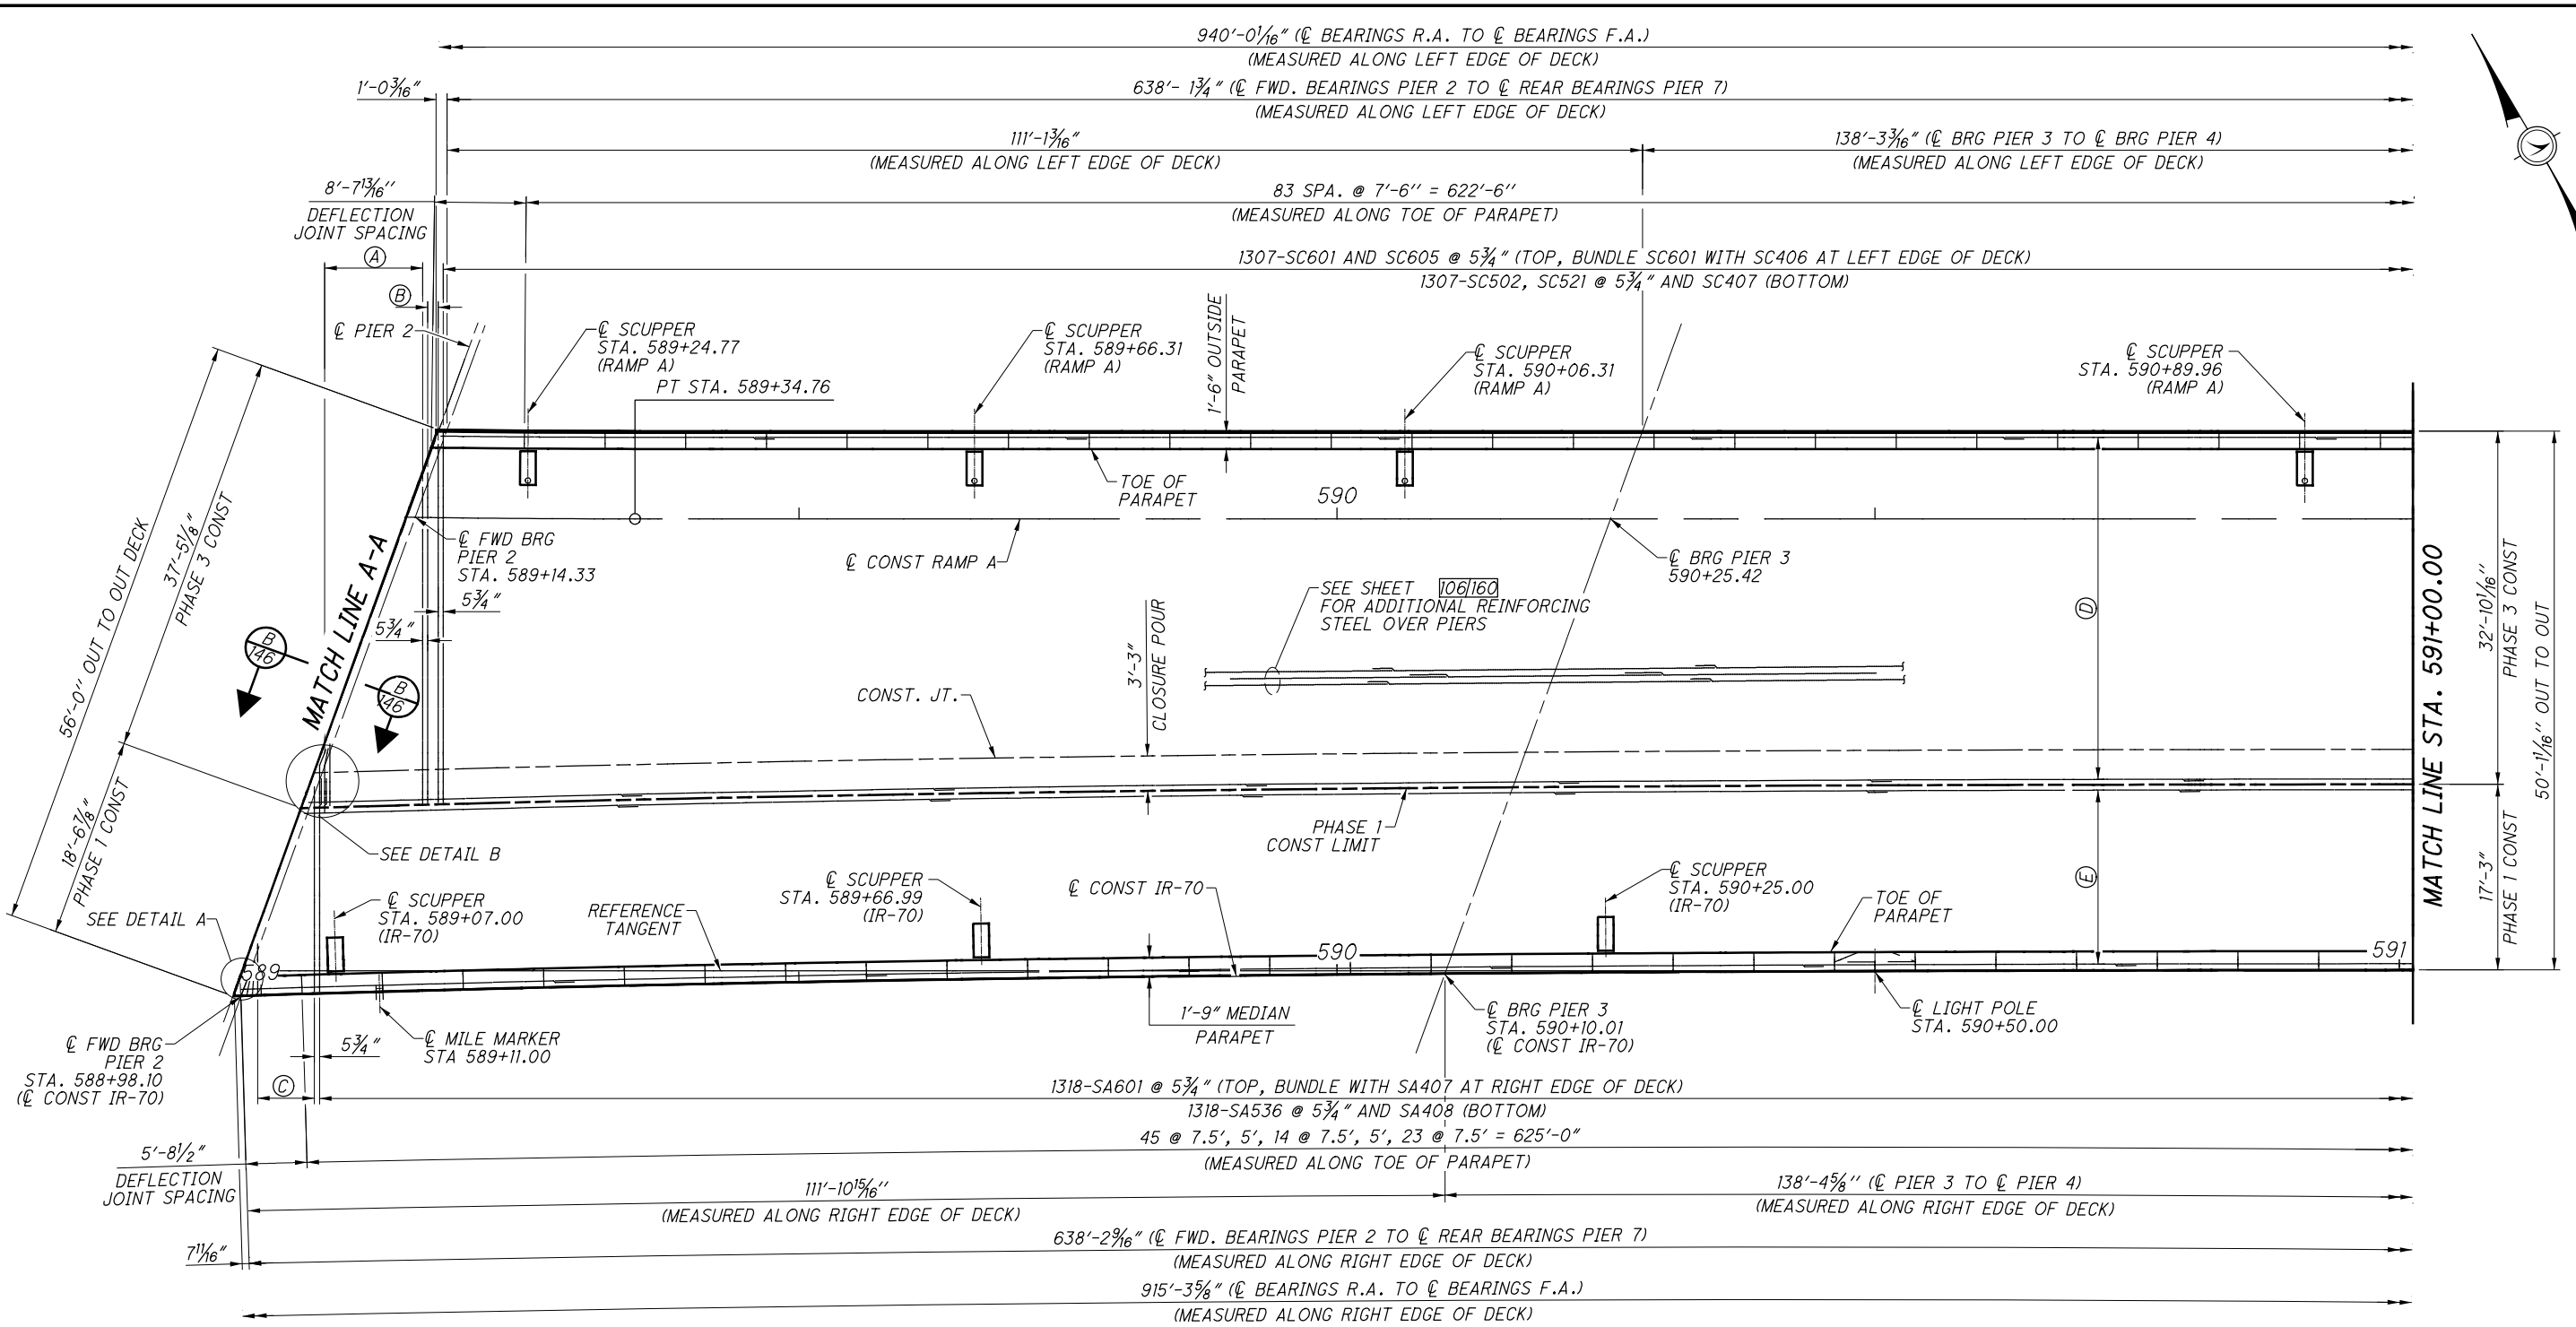 940'-0 1/16" (℄ BEARINGS R.A. TO ℄ BEARINGS F.A.)
(MEASURED ALONG LEFT EDGE OF DECK)
1'-0 3/16"
638'- 1 3/4" (℄ FWD. BEARINGS PIER 2 TO ℄ REAR BEARINGS PIER 7)
(MEASURED ALONG LEFT EDGE OF DECK)
111'-1 3/16"
(MEASURED ALONG LEFT EDGE OF DECK)
138'-3 3/16" (℄ BRG PIER 3 TO ℄ BRG PIER 4)
(MEASURED ALONG LEFT EDGE OF DECK)
8'-7 13/16''
DEFLECTION
JOINT SPACING
83 SPA. @ 7'-6'' = 622'-6''
(MEASURED ALONG TOE OF PARAPET)
A
1307-SC601 AND SC605 @ 5 3/4" (TOP, BUNDLE SC601 WITH SC406 AT LEFT EDGE OF DECK)
1307-SC502, SC521 @ 5 3/4" AND SC407 (BOTTOM)
B
℄ PIER 2
℄ SCUPPER
STA. 589+24.77
(RAMP A)
PT STA. 589+34.76
℄ SCUPPER
STA. 589+66.31
(RAMP A)
1'-6" OUTSIDE
PARAPET
℄ SCUPPER
STA. 590+06.31
(RAMP A)
℄ SCUPPER
STA. 590+89.96
(RAMP A)
TOE OF
PARAPET
590
℄ FWD BRG
PIER 2
STA. 589+14.33
℄ CONST RAMP A
℄ BRG PIER 3
590+25.42
56'-0'' OUT TO OUT DECK
37'-5 1/8"
PHASE 3 CONST
18'-6 7/8"
PHASE 1 CONST
MATCH LINE A-A
B
146
B
146
5 3/4"
5 3/4"
SEE SHEET 106/160
FOR ADDITIONAL REINFORCING
STEEL OVER PIERS
3'-3"
CLOSURE POUR
CONST. JT.
D
MATCH LINE STA. 591+00.00
32'-10 1/16''
PHASE 3 CONST
50'-1 1/16'' OUT TO OUT
17'-3"
PHASE 1 CONST
PHASE 1
CONST LIMIT
SEE DETAIL B
E
SEE DETAIL A
℄ SCUPPER
STA. 589+07.00
(IR-70)
REFERENCE
TANGENT
℄ SCUPPER
STA. 589+66.99
(IR-70)
℄ CONST IR-70
℄ SCUPPER
STA. 590+25.00
(IR-70)
TOE OF
PARAPET
589
590
591
℄ FWD BRG
PIER 2
STA. 588+98.10
(℄ CONST IR-70)
5 3/4"
℄ MILE MARKER
STA 589+11.00
1'-9" MEDIAN
PARAPET
℄ BRG PIER 3
STA. 590+10.01
(℄ CONST IR-70)
℄ LIGHT POLE
STA. 590+50.00
C
1318-SA601 @ 5 3/4" (TOP, BUNDLE WITH SA407 AT RIGHT EDGE OF DECK)
1318-SA536 @ 5 3/4" AND SA408 (BOTTOM)
5'-8 1/2"
DEFLECTION
JOINT SPACING
45 @ 7.5', 5', 14 @ 7.5', 5', 23 @ 7.5' = 625'-0"
(MEASURED ALONG TOE OF PARAPET)
111'-10 15/16''
(MEASURED ALONG RIGHT EDGE OF DECK)
138'-4 5/8'' (℄ PIER 3 TO ℄ PIER 4)
(MEASURED ALONG RIGHT EDGE OF DECK)
7 11/16"
638'-2 9/16" (℄ FWD. BEARINGS PIER 2 TO ℄ REAR BEARINGS PIER 7)
(MEASURED ALONG RIGHT EDGE OF DECK)
915'-3 5/8" (℄ BEARINGS R.A. TO ℄ BEARINGS F.A.)
(MEASURED ALONG RIGHT EDGE OF DECK)